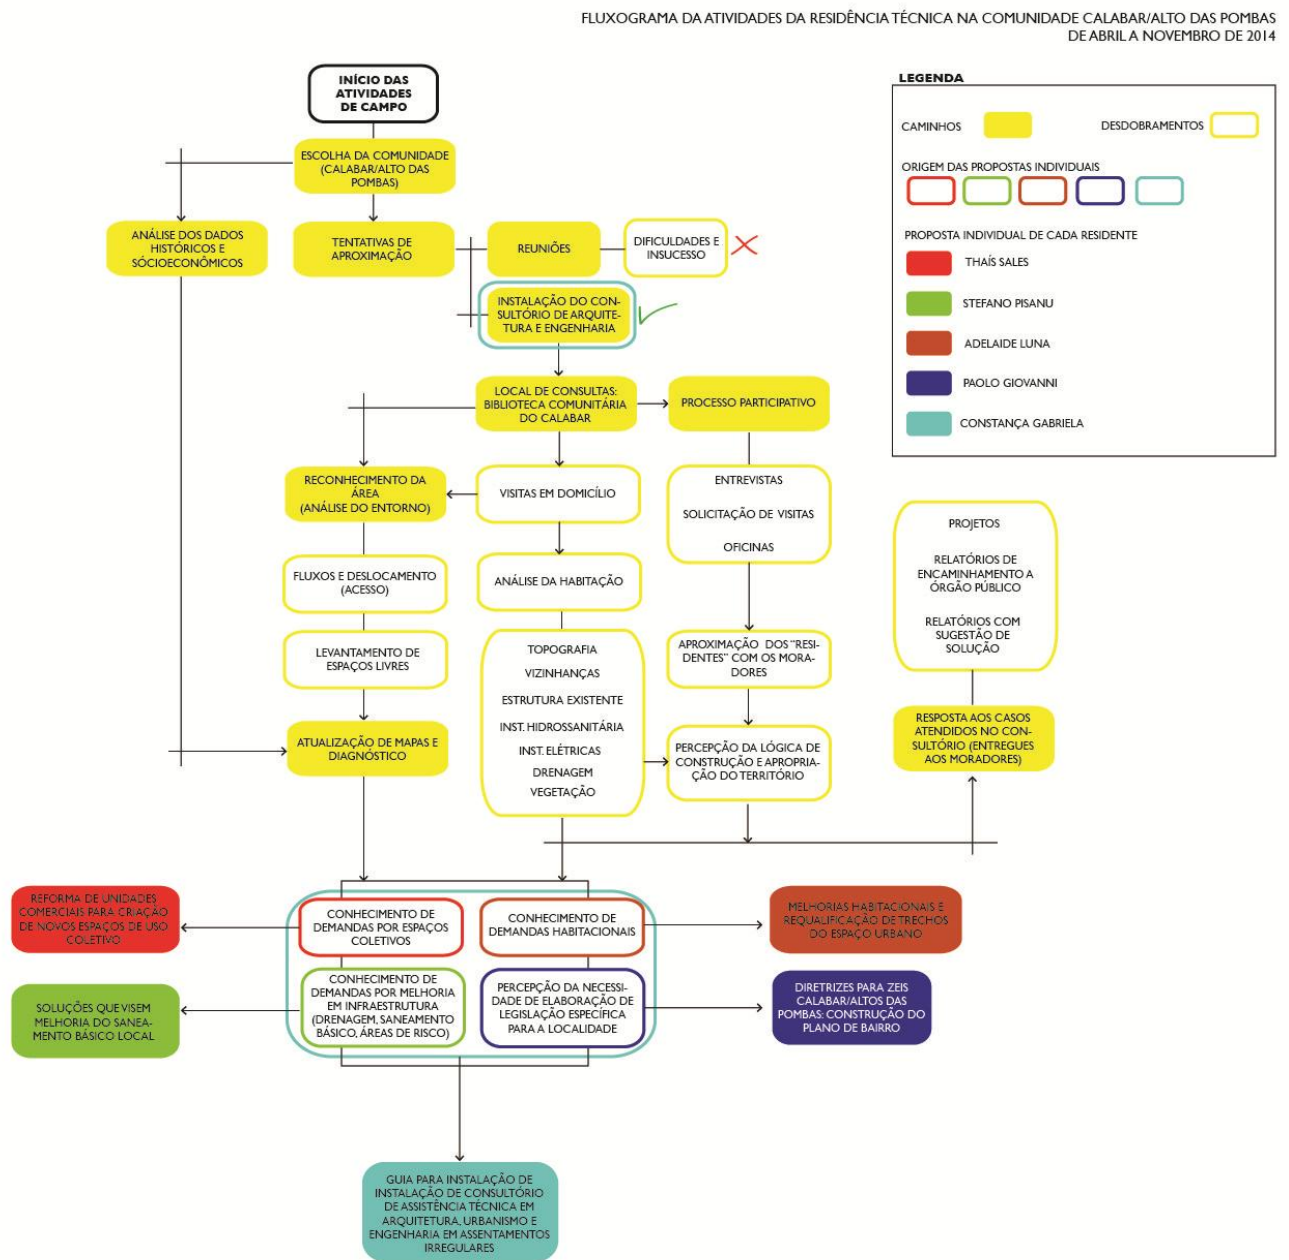 FLUXOGRAMA DA ATIVIDADES DA RESIDÊNCIA TÉCNICA NA COMUNIDADE CALABAR/ALTO DAS POMBAS
DE ABRIL A NOVEMBRO DE 2014
INÍCIO DAS
ATIVIDADES
DE CAMPO
LEGENDA
CAMINHOS
DESDOBRAMENTOS
ORIGEM DAS PROPOSTAS INDIVIDUAIS
PROPOSTA INDIVIDUAL DE CADA RESIDENTE
THAÍS SALES
STEFANO PISANU
ADELAIDE LUNA
PAOLO GIOVANNI
CONSTANÇA GABRIELA
ESCOLHA DA COMUNIDADE
(CALABAR/ALTO DAS
POMBAS)
ANÁLISE DOS DADOS
HISTÓRICOS E
SÓCIOECONÔMICOS
TENTATIVAS DE
APROXIMAÇÃO
REUNIÕES
DIFICULDADES E
INSUCESSO
INSTALAÇÃO DO CON-
SULTÓRIO DE ARQUITE-
TURA E ENGENHARIA
LOCAL DE CONSULTAS:
BIBLIOTECA COMUNITÁRIA
DO CALABAR
PROCESSO PARTICIPATIVO
RECONHECIMENTO DA
ÁREA
(ANÁLISE DO ENTORNO)
VISITAS EM DOMICÍLIO
ENTREVISTAS
SOLICITAÇÃO DE VISITAS
OFICINAS
PROJETOS
RELATÓRIOS DE
ENCAMINHAMENTO A
ÓRGÃO PÚBLICO
RELATÓRIOS COM
SUGESTÃO DE
SOLUÇÃO
FLUXOS E DESLOCAMENTO
(ACESSO)
ANÁLISE DA HABITAÇÃO
LEVANTAMENTO DE
ESPAÇOS LIVRES
TOPOGRAFIA
VIZINHANÇAS
ESTRUTURA EXISTENTE
INST. HIDROSSANITÁRIA
INST. ELÉTRICAS
DRENAGEM
VEGETAÇÃO
APROXIMAÇÃO DOS "RESI-
DENTES" COM OS MORA-
DORES
ATUALIZAÇÃO DE MAPAS E
DIAGNÓSTICO
PERCEPÇÃO DA LÓGICA DE
CONSTRUÇÃO E APROPRIA-
ÇÃO DO TERRITÓRIO
RESPOSTA AOS CASOS
ATENDIDOS NO CON-
SULTÓRIO (ENTREGUES
AOS MORADORES)
REFORMA DE UNIDADES
COMERCIAIS PARA CRIAÇÃO
DE NOVOS ESPAÇOS DE USO
COLETIVO
CONHECIMENTO DE
DEMANDAS POR ESPAÇOS
COLETIVOS
CONHECIMENTO DE
DEMANDAS HABITACIONAIS
MELHORIAS HABITACIONAIS E
REQUALIFICAÇÃO DE TRECHOS
DO ESPAÇO URBANO
SOLUÇÕES QUE VISEM
MELHORIA DO SANEA-
MENTO BÁSICO LOCAL
CONHECIMENTO DE
DEMANDAS POR MELHORIA
EM INFRAESTRUTURA
(DRENAGEM, SANEAMENTO
BÁSICO, ÁREAS DE RISCO)
PERCEPÇÃO DA NECESSI-
DADE DE ELABORAÇÃO DE
LEGISLAÇÃO ESPECÍFICA
PARA A LOCALIDADE
DIRETRIZES PARA ZEIS
CALABAR/ALTOS DAS
POMBAS: CONSTRUÇÃO DO
PLANO DE BAIRRO
GUIA PARA INSTALAÇÃO DE
INSTALAÇÃO DE CONSULTÓRIO
DE ASSISTÊNCIA TÉCNICA EM
ARQUITETURA, URBANISMO E
ENGENHARIA EM ASSENTAMENTOS
IRREGULARES